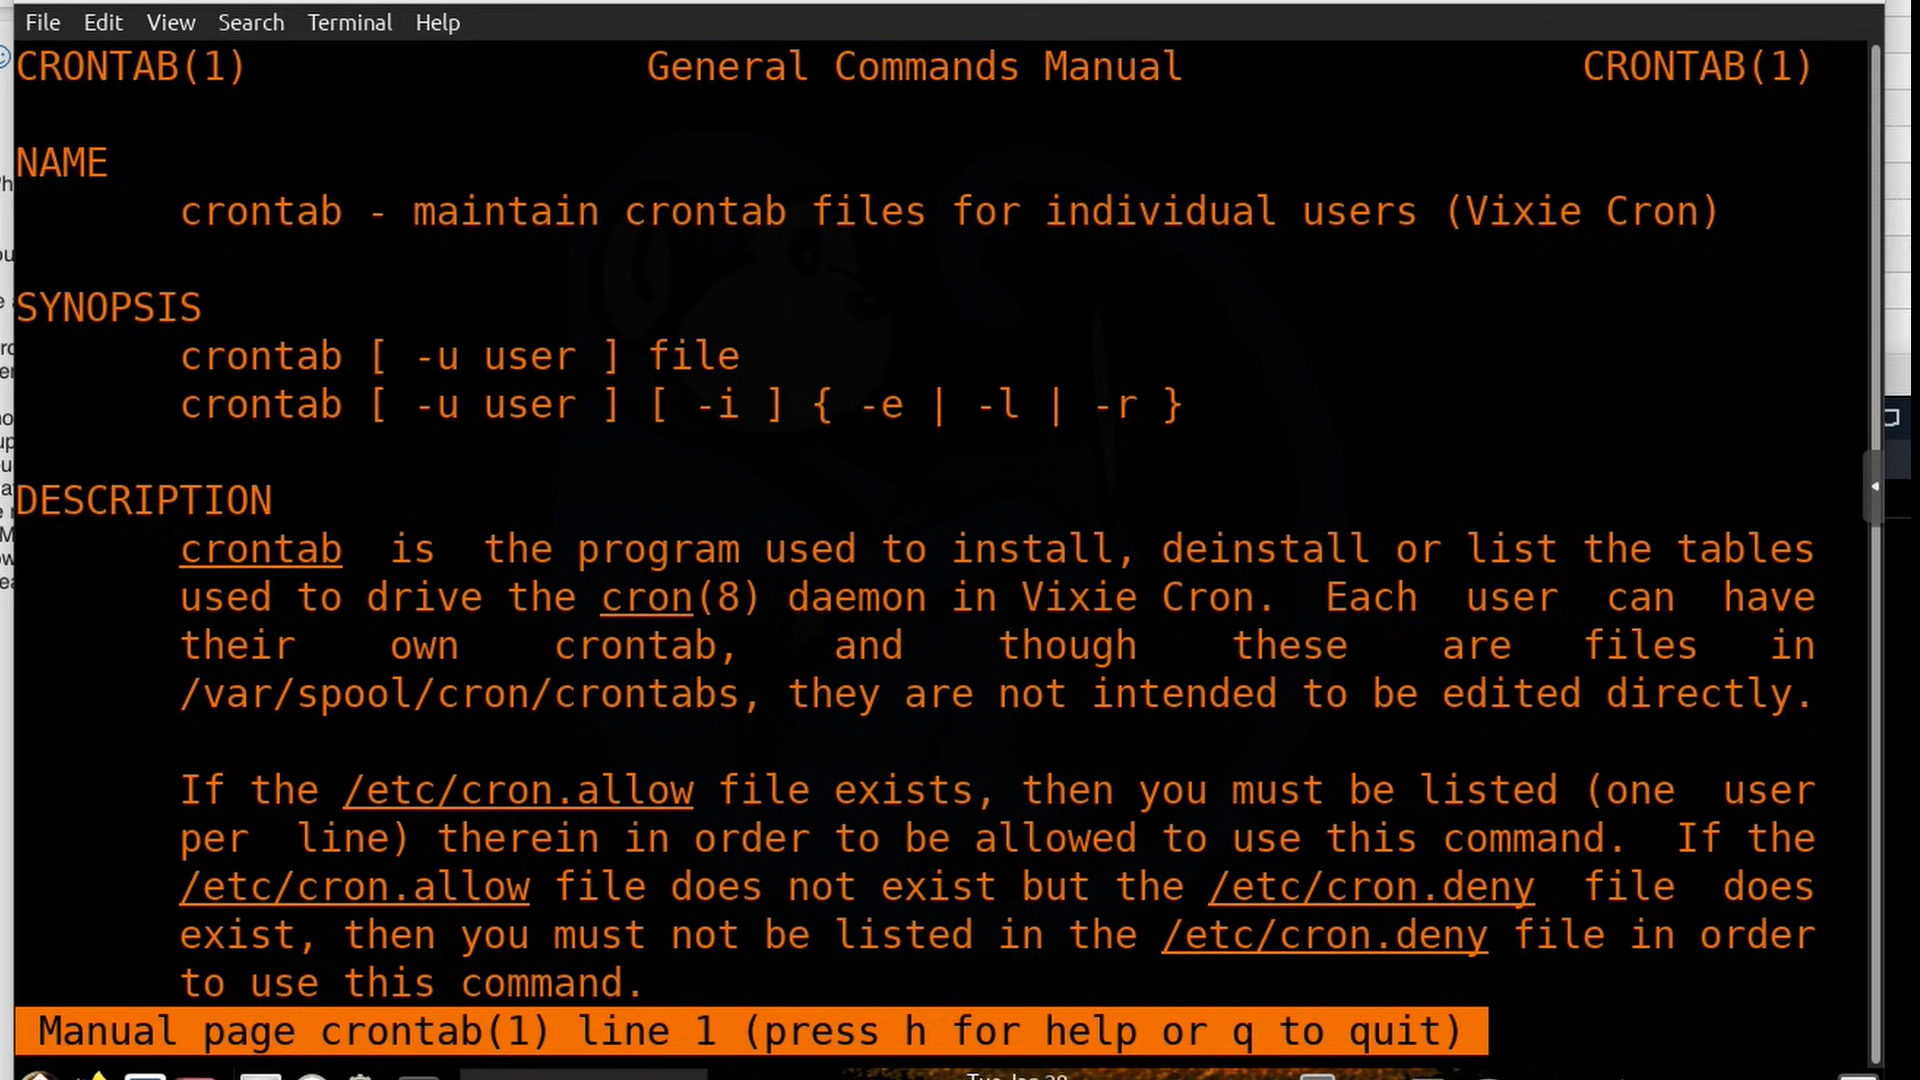 File Edit View Search Terminal Help
CRONTAB(1) General Commands Manual CRONTAB(1)
NAME
crontab - maintain crontab files for individual users (Vixie Cron)
SYNOPSIS
crontab [ -u user ] file
crontab [ -u user ] [ -i ] { -e | -l | -r }
DESCRIPTION
crontab is the program used to install, deinstall or list the tables
used to drive the cron(8) daemon in Vixie Cron. Each user can have
their own crontab, and though these are files in
/var/spool/cron/crontabs, they are not intended to be edited directly.
If the /etc/cron.allow file exists, then you must be listed (one user
per line) therein in order to be allowed to use this command. If the
/etc/cron.allow file does not exist but the /etc/cron.deny file does
exist, then you must not be listed in the /etc/cron.deny file in order
to use this command.
Manual page crontab(1) line 1 (press h for help or q to quit)